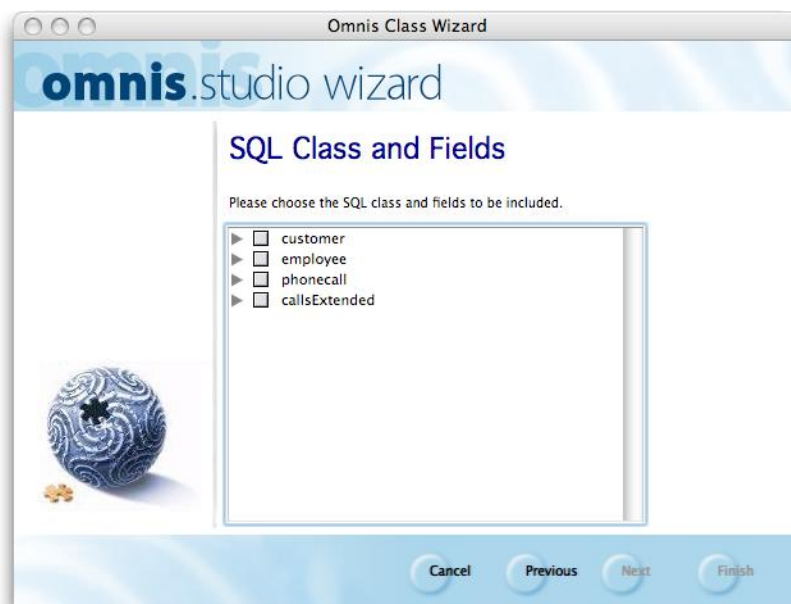 Omnis Class Wizard
omnis
omnis.studio wizard
SQL Class and Fields
Please choose the SQL class and fields to be included.
customer
employee
phonecall
callsExtended
Cancel Previous Next Finish